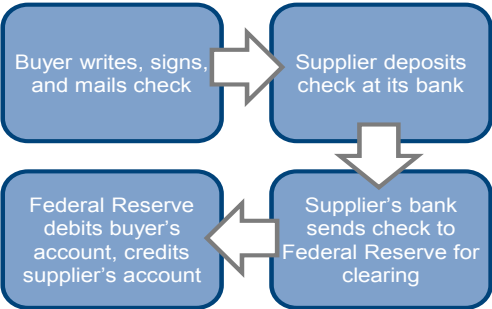 Buyer writes, signs,
and mails check
Supplier deposits
check at its bank
Supplier's bank
sends check to
Federal Reserve for
clearing
Federal Reserve
debits buyer's
account, credits
supplier's account